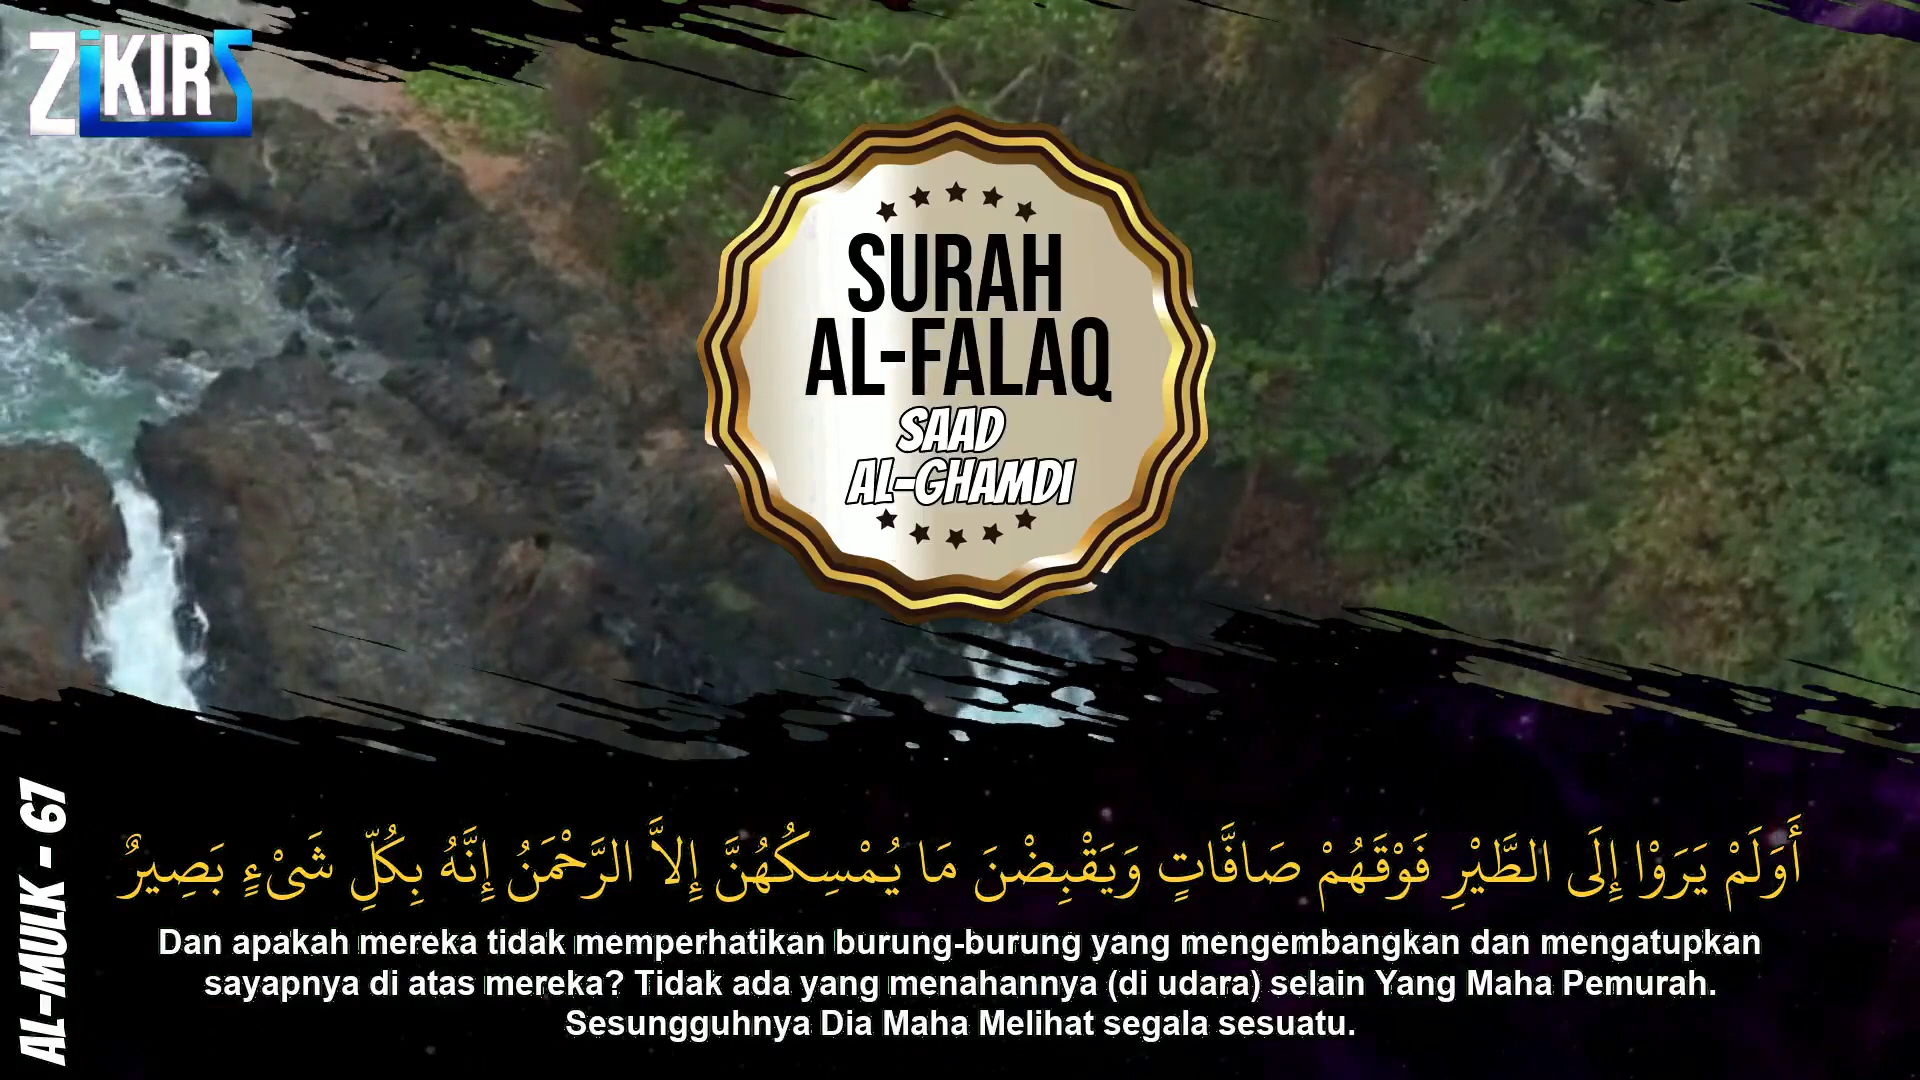 ZiKIRS
SURAH
AL-FALAQ
SAAD
AL-GHAMDI
AL-MULK - 67
أَوَلَمْ يَرَوْا إِلَى الطَّيْرِ فَوْقَهُمْ صَافَّاتٍ وَيَقْبِضْنَ مَا يُمْسِكُهُنَّ إِلاَّ الرَّحْمَنُ إِنَّهُ بِكُلِّ شَىْءٍ بَصِيرٌ
Dan apakah mereka tidak memperhatikan burung-burung yang mengembangkan dan mengatupkan
sayapnya di atas mereka? Tidak ada yang menahannya (di udara) selain Yang Maha Pemurah.
Sesungguhnya Dia Maha Melihat segala sesuatu.